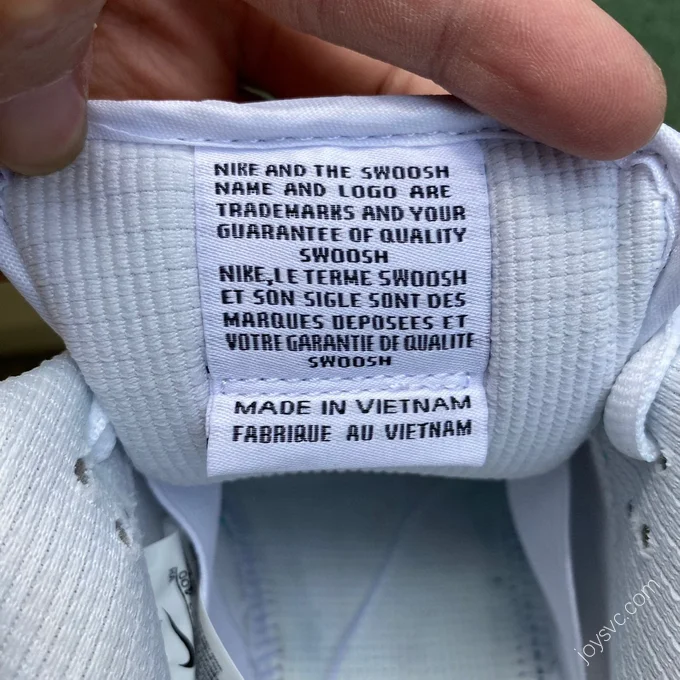 NIKE AND THE SWOOSH
NAME AND LOGO ARE
TRADEMARKS AND YOUR
GUARANTEE OF QUALITY
SWOOSH
NIKE,LE TERME SWOOSH
ET SON SIGLE SONT DES
MARQUES DEPOSEES ET
VOTRE GARANTIE DE QUALITE
SWOOSH
MADE IN VIETNAM
FABRIQUE AU VIETNAM
joysvc.com